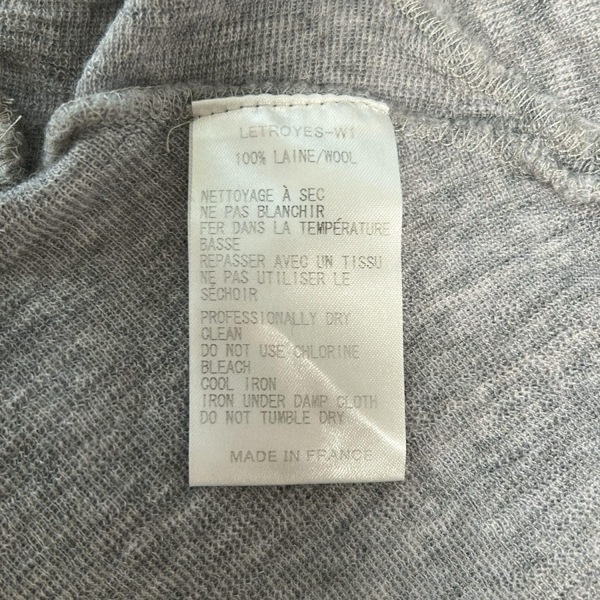 LETROYES-W1
100% LAINE/WOOL
NETTOYAGE À SEC
NE PAS BLANCHIR
FER DANS LA TEMPÉRATURE
BASSE
REPASSER AVEC UN TISSU
NE PAS UTILISER LE
SÉCHOIR
PROFESSIONALLY DRY
CLEAN
DO NOT USE CHLORINE
BLEACH
COOL IRON
IRON UNDER DAMP CLOTH
DO NOT TUMBLE DRY
MADE IN FRANCE